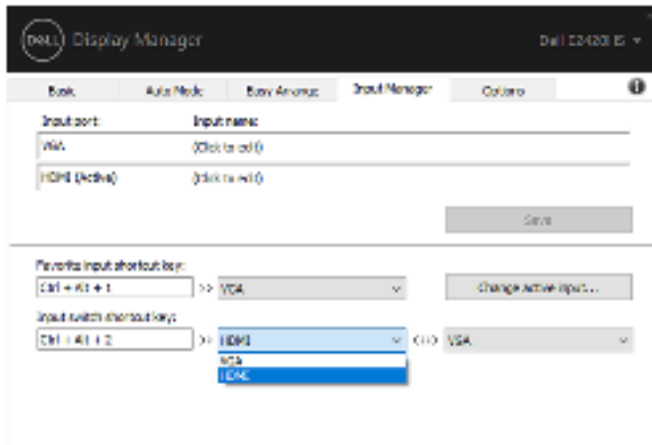 DELL Display Manager Dell E2420HS
Basic Auto Mode Easy Arrange Input Manager Options
Input port: Input name:
VGA (Click to edit)
HDMI (Active) (Click to edit)
Save
Favorite input shortcut key:
Ctrl + Alt + 1 >> VGA Change active input...
Input switch shortcut key:
Ctrl + Alt + 2 >> HDMI <<>> VGA
VGA
HDMI